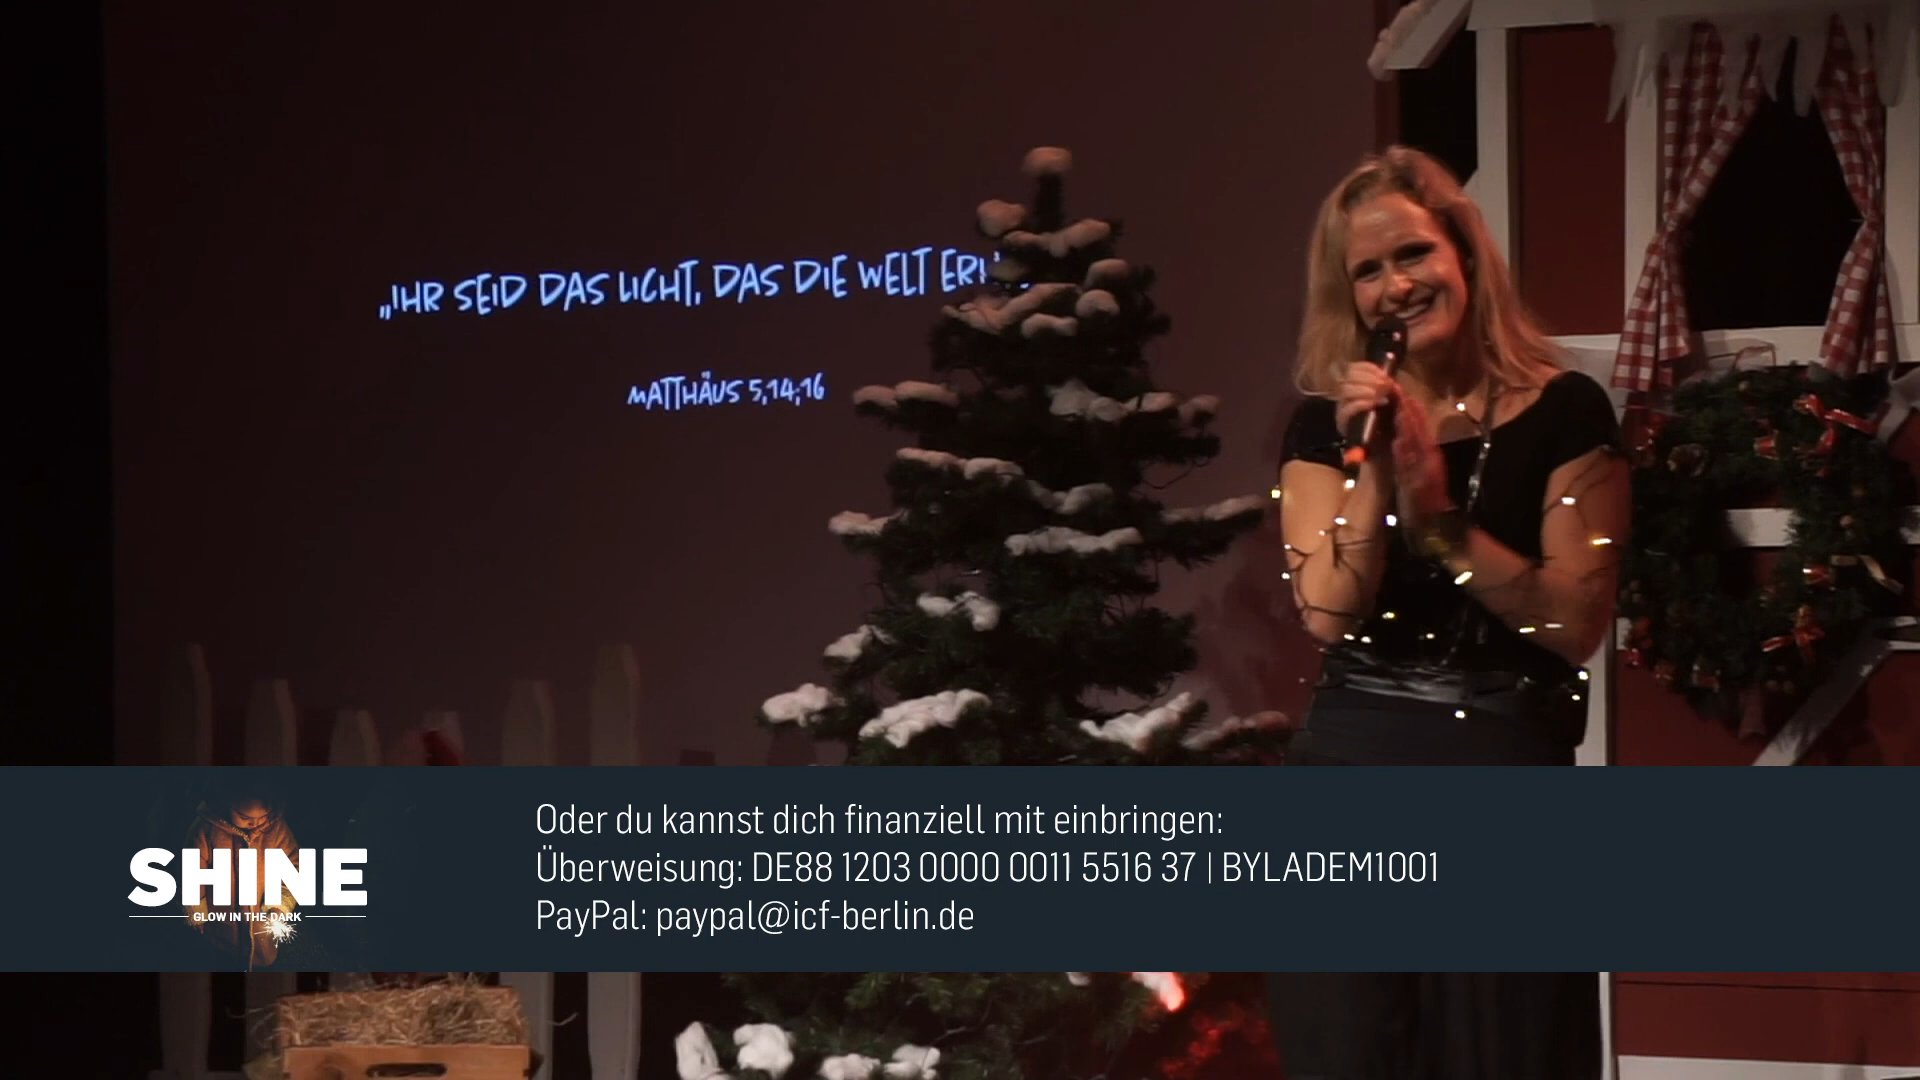 „IHR SEID DAS LICHT, DAS DIE WELT
MATTHÄUS 5,14;16
SHINE
GLOW IN THE DARK
Oder du kannst dich finanziell mit einbringen:
Überweisung: DE88 1203 0000 0011 5516 37 | BYLADEM1001
PayPal: paypal@icf-berlin.de